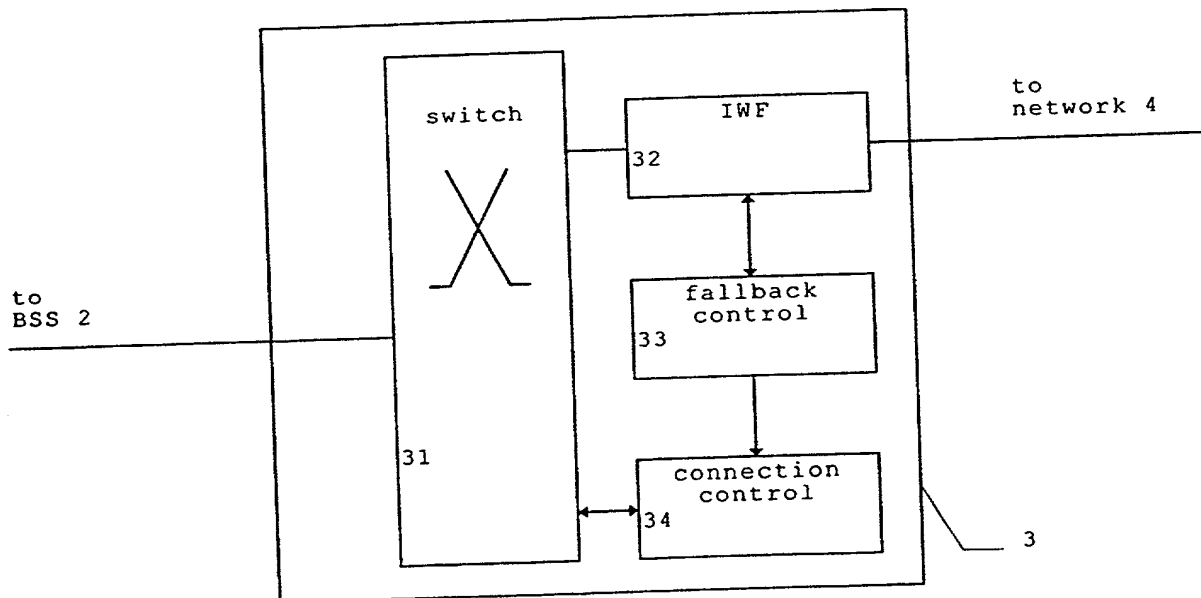 to
network 4
switch
IWF
32
to
BSS 2
fallback
control
33
31
connection
control
34
3